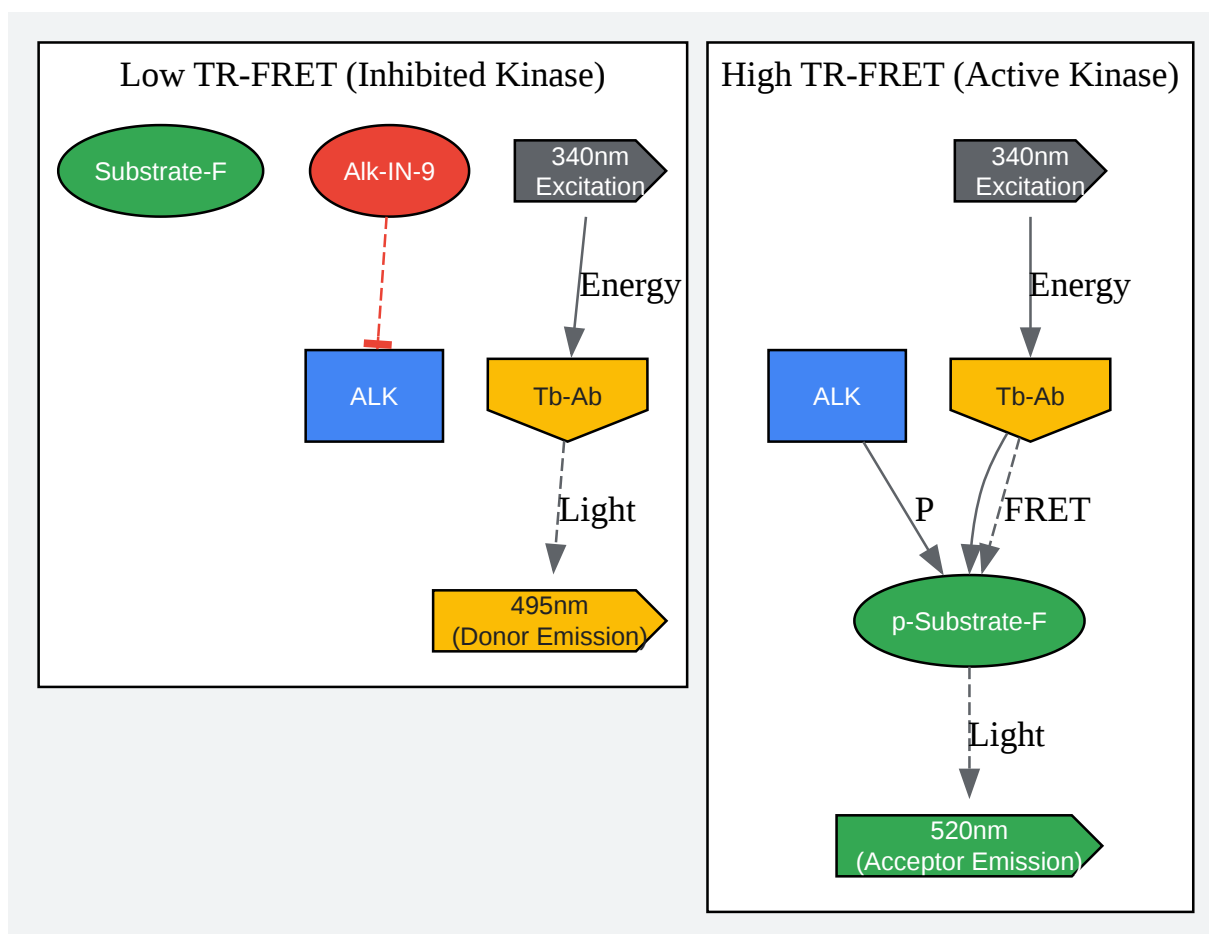 Low TR-FRET (Inhibited Kinase)
Substrate-F
Alk-IN-9
340nm
Excitation
Energy
ALK
Tb-Ab
Light
495nm
(Donor Emission)
High TR-FRET (Active Kinase)
340nm
Excitation
Energy
ALK
Tb-Ab
P
FRET
p-Substrate-F
Light
520nm
(Acceptor Emission)